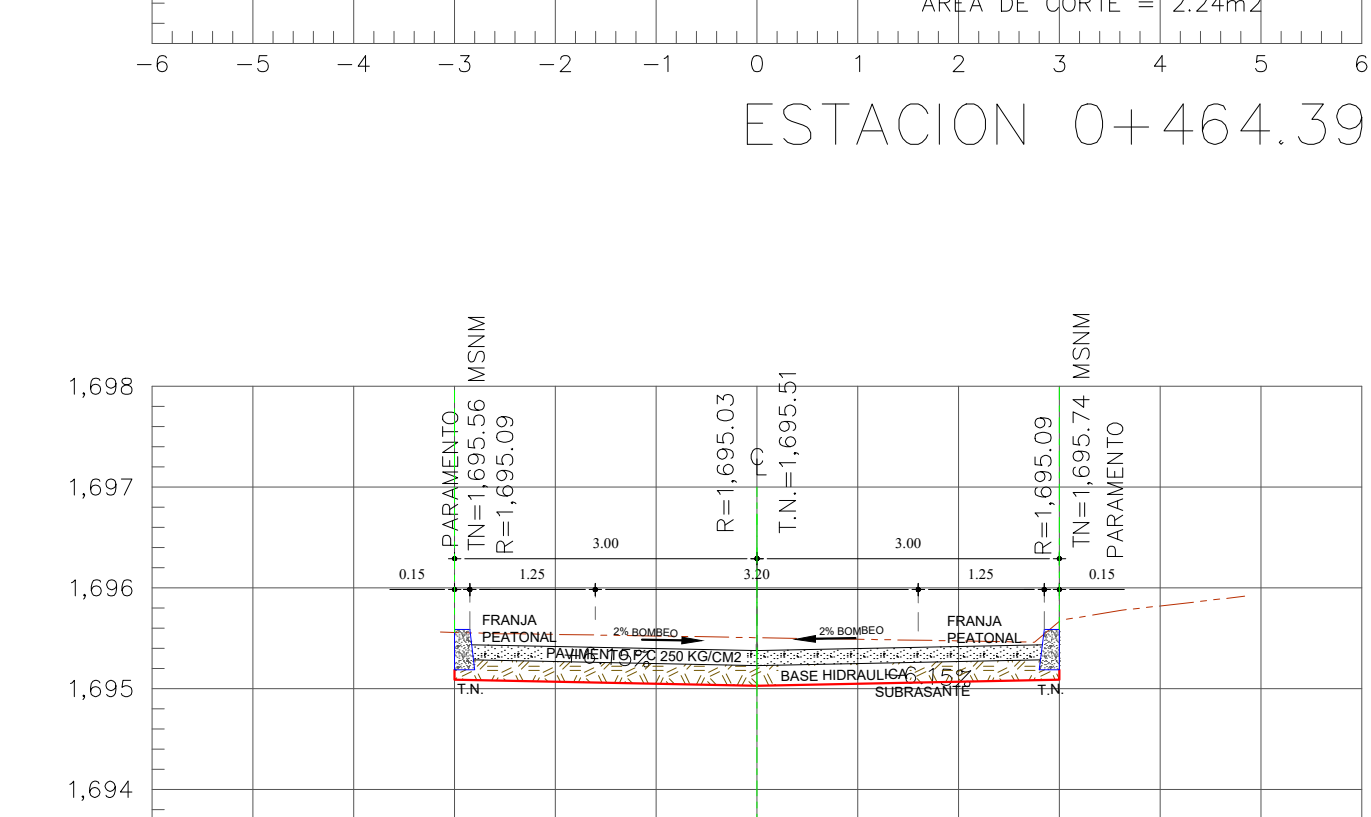 AREA DE CORTE = 2.24m2
-6 -5 -4 -3 -2 -1 0 1 2 3 4 5 6
ESTACION 0+464.39
1,698
1,697
1,696
1,695
1,694
PARAMENTO
TN=1,695.56 MSNM
R=1,695.09
R=1,695.03
T.N.=1,695.51
CL
R=1,695.09
TN=1,695.74 MSNM
PARAMENTO
3.00 3.00
0.15 1.25 3.20 1.25 0.15
FRANJA
PEATONAL
2% BOMBEO
2% BOMBEO
FRANJA
PEATONAL
PAVIMENTO F'C 250 KG/CM2
BASE HIDRAULICA
6.15%
SUBRASANTE
T.N.
T.N.